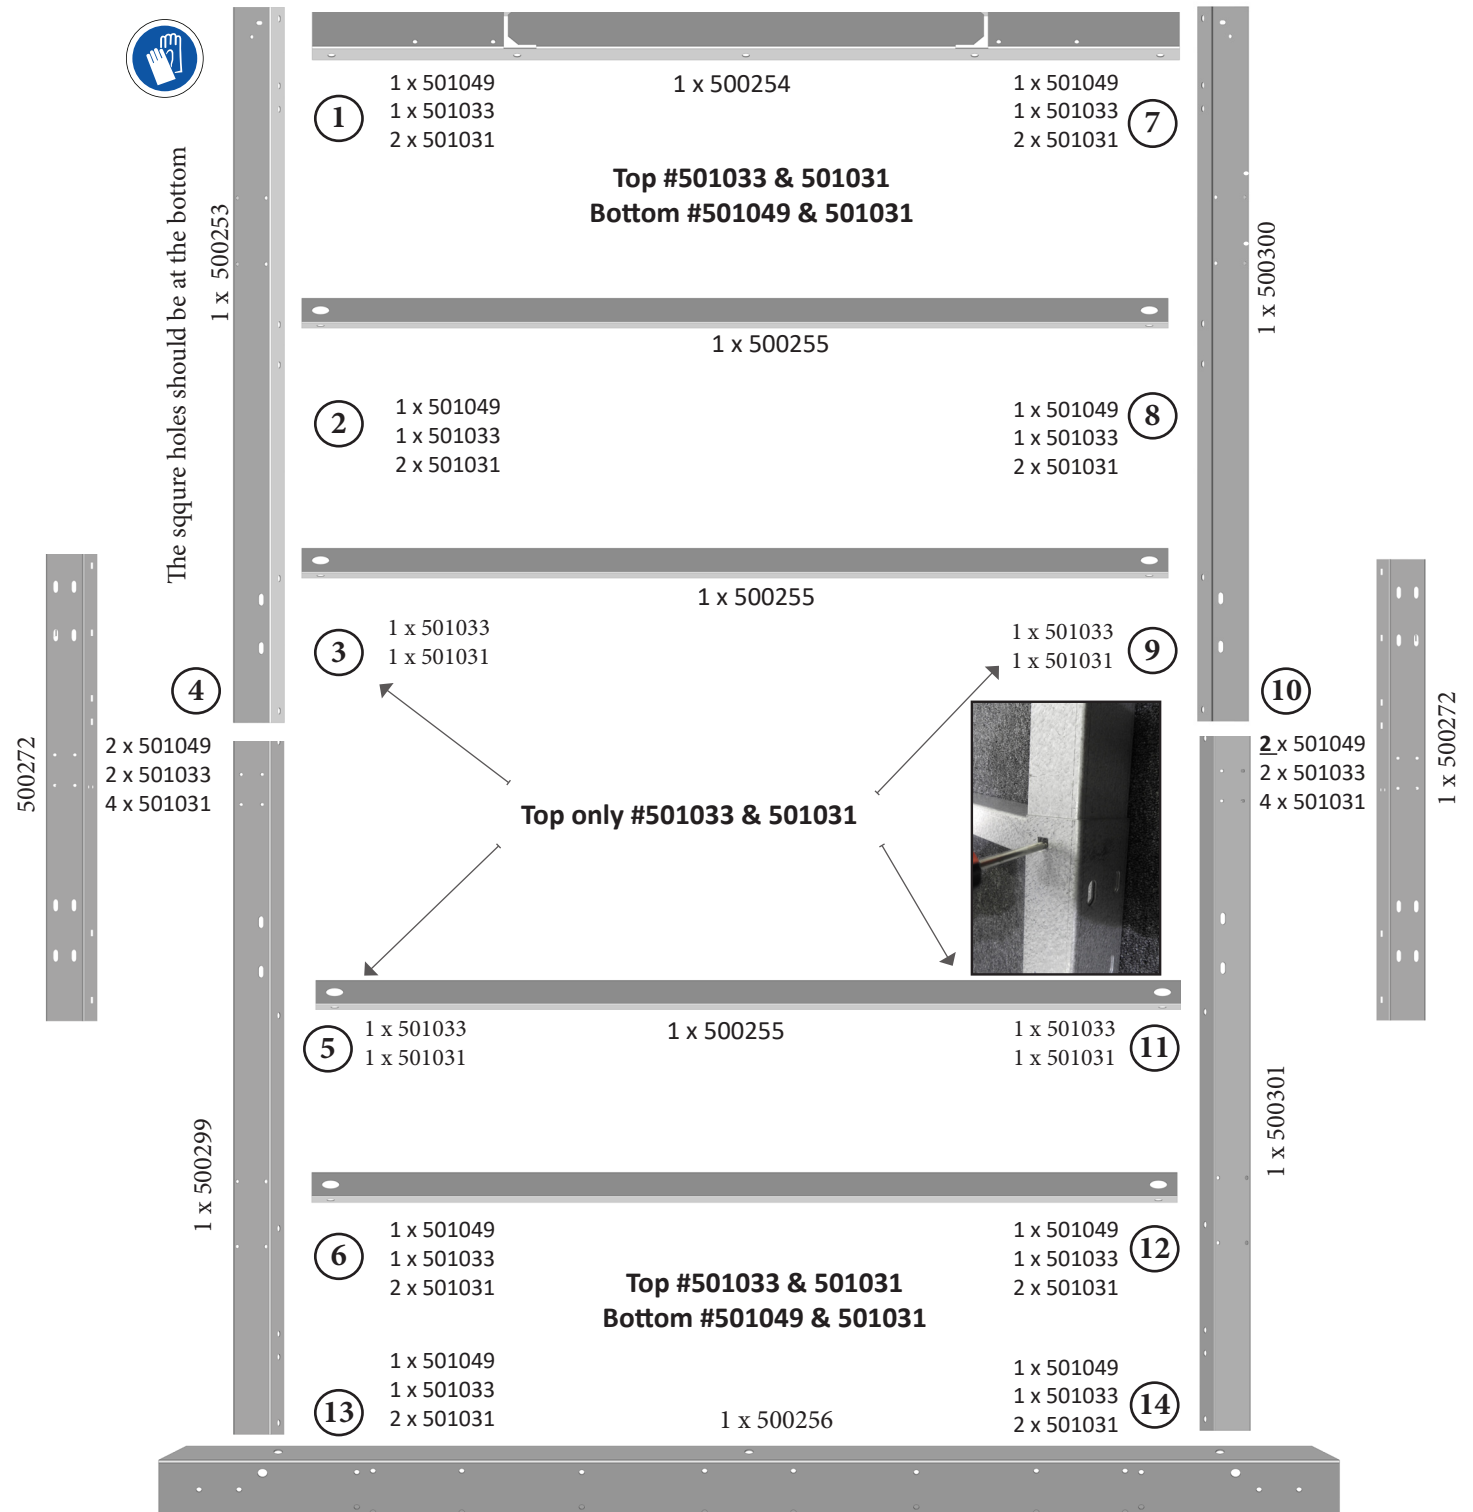 1 x 501049
1 x 501033
2 x 501031
1
1 x 500254
1 x 501049
1 x 501033
2 x 501031
7
Top #501033 & 501031
Bottom #501049 & 501031
The sqqure holes should be at the bottom
1 x 500253
1 x 500300
1 x 500255
2
1 x 501049
1 x 501033
2 x 501031
1 x 501049
1 x 501033
2 x 501031
8
1 x 500255
3
1 x 501033
1 x 501031
1 x 501033
1 x 501031
9
4
10
500272
2 x 501049
2 x 501033
4 x 501031
2 x 501049
2 x 501033
4 x 501031
1 x 500272
Top only #501033 & 501031
5
1 x 501033
1 x 501031
1 x 500255
1 x 501033
1 x 501031
11
1 x 500299
1 x 500301
6
1 x 501049
1 x 501033
2 x 501031
1 x 501049
1 x 501033
2 x 501031
12
Top #501033 & 501031
Bottom #501049 & 501031
13
1 x 501049
1 x 501033
2 x 501031
1 x 500256
1 x 501049
1 x 501033
2 x 501031
14